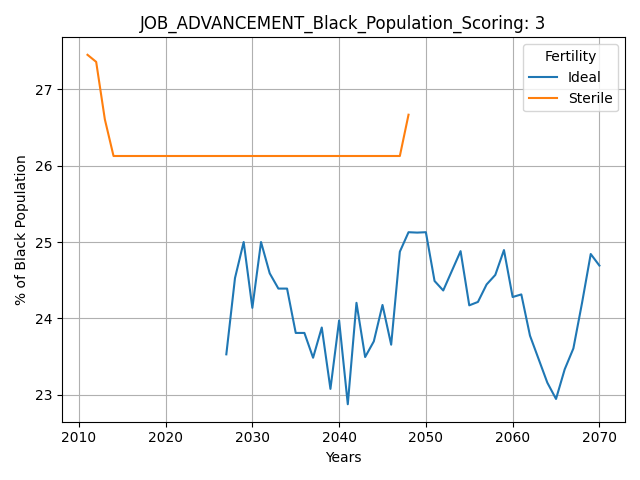 JOB_ADVANCEMENT_Black_Population_Scoring: 3
Fertility
Ideal
Sterile
% of Black Population
27
26
25
24
23
2010 2020 2030 2040 2050 2060 2070
Years